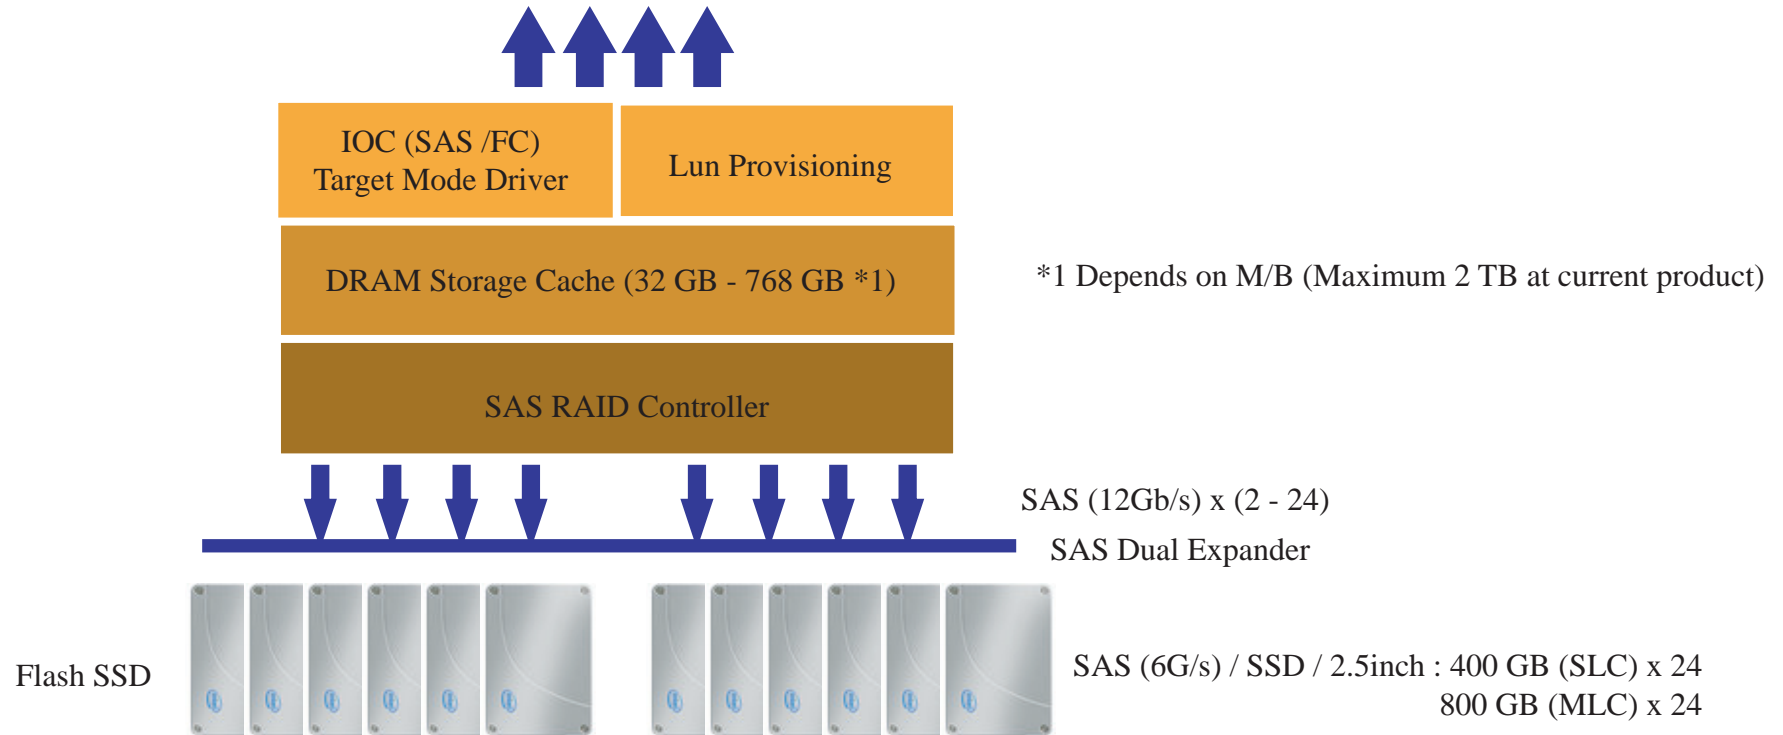 IOC (SAS /FC)
Target Mode Driver
Lun Provisioning
DRAM Storage Cache (32 GB - 768 GB *1)
*1 Depends on M/B (Maximum 2 TB at current product)
SAS RAID Controller
SAS (12Gb/s) x (2 - 24)
SAS Dual Expander
Flash SSD
SAS (6G/s) / SSD / 2.5inch : 400 GB (SLC) x 24
800 GB (MLC) x 24